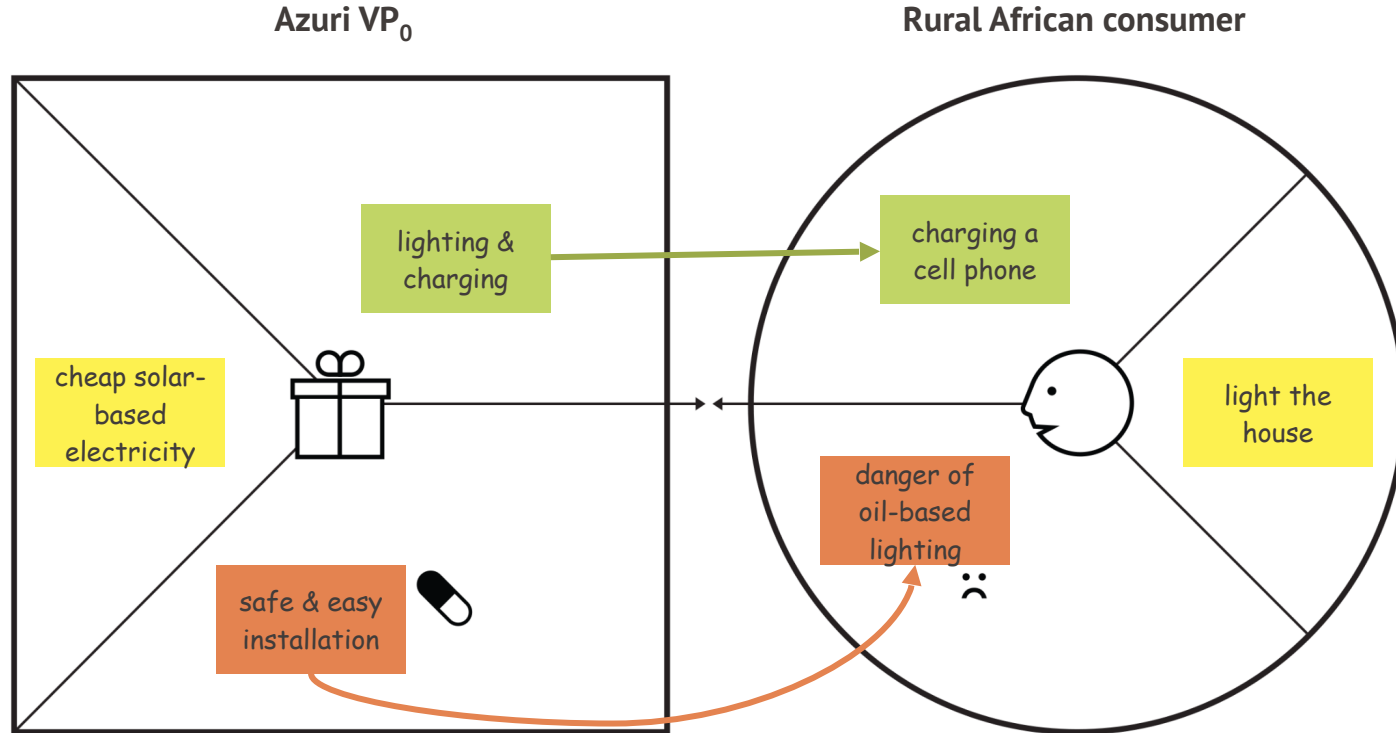 Azuri VP₀
Rural African consumer
lighting &
charging
charging a
cell phone
cheap solar-
based
electricity
light the
house
danger of
oil-based
lighting
safe & easy
installation